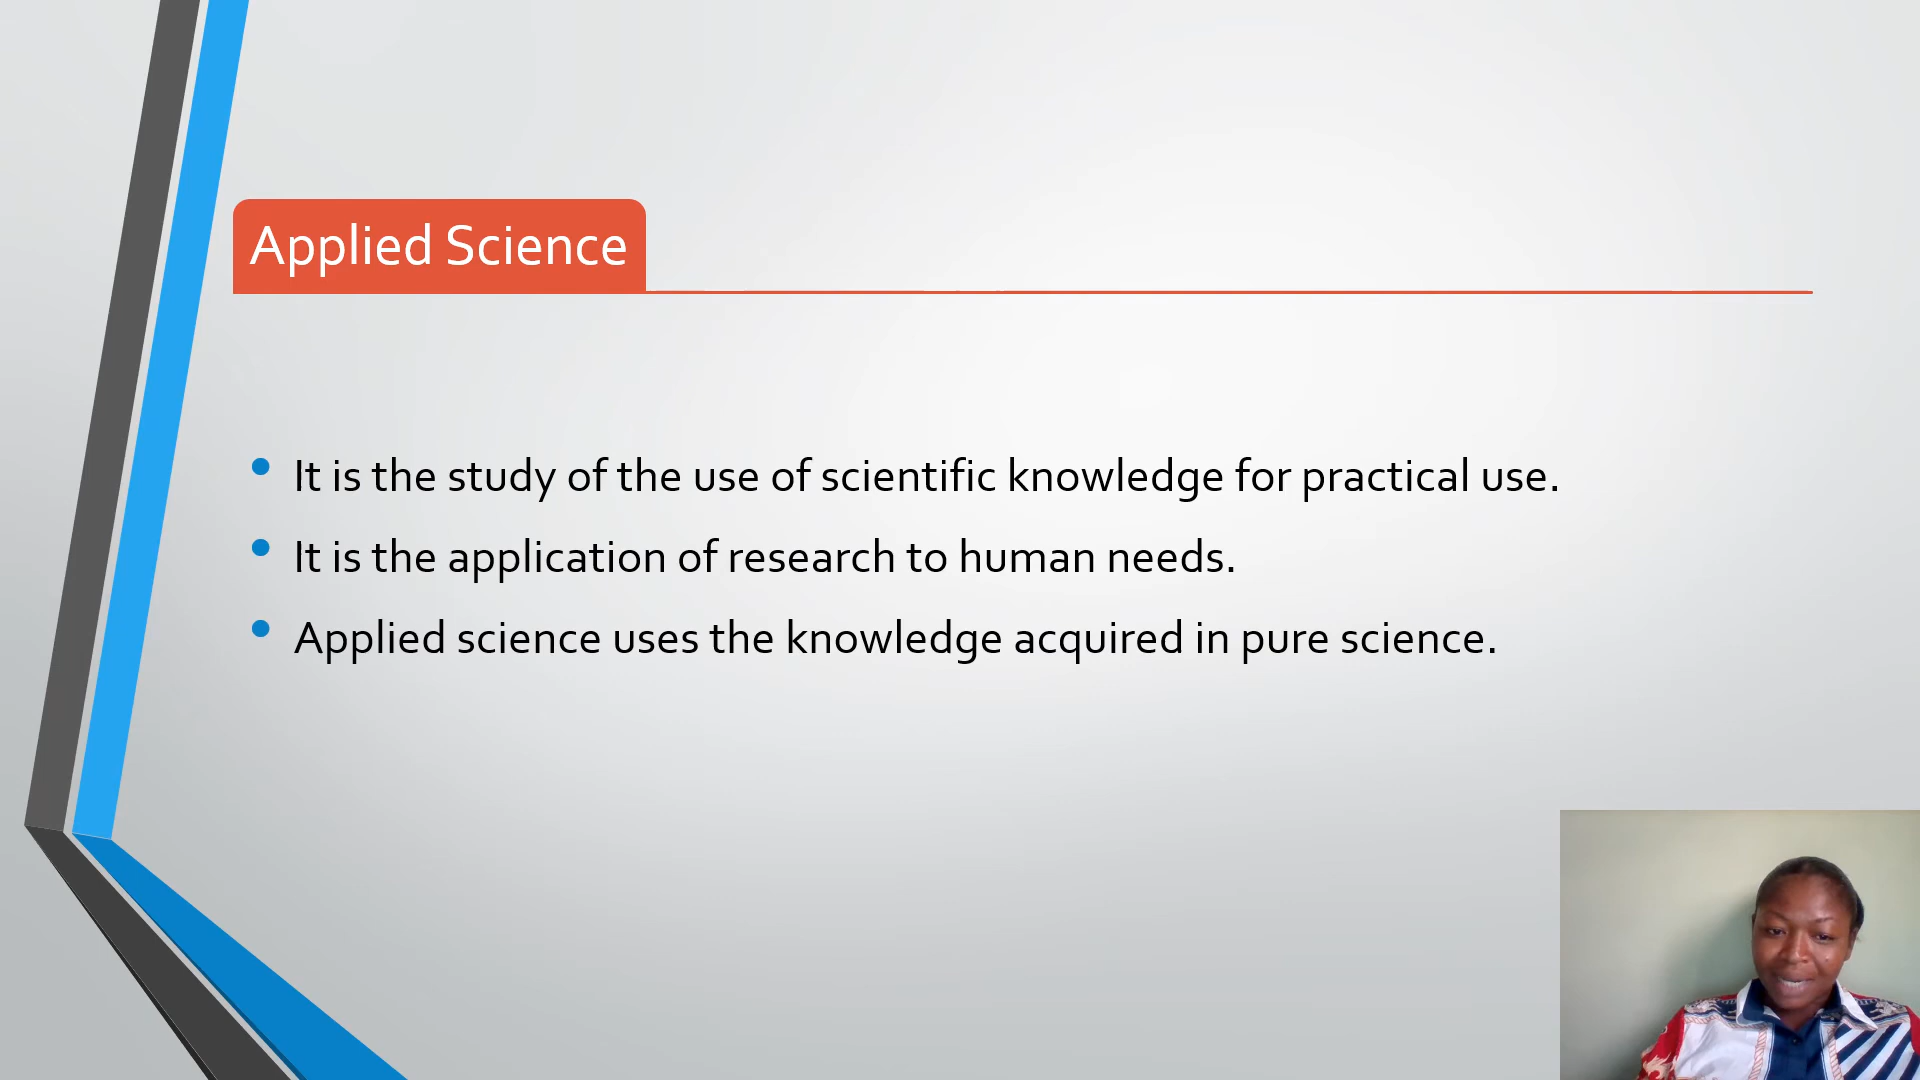 Applied Science
It is the study of the use of scientific knowledge for practical use.
It is the application of research to human needs.
Applied science uses the knowledge acquired in pure science.